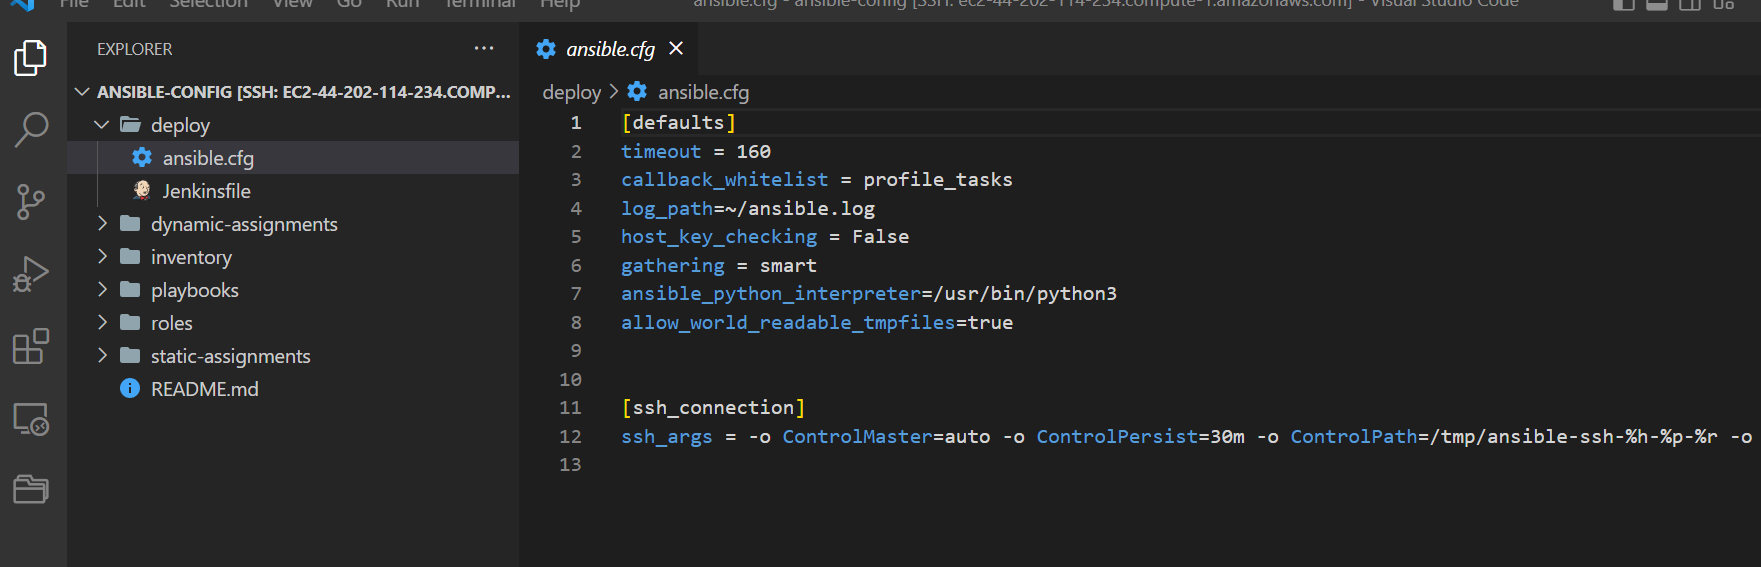 File Edit Selection View Go Run Terminal Help ansible.cfg - ansible-config [SSH: ec2-44-202-114-234.compute-1.amazonaws.com] - Visual Studio Code
EXPLORER ...
ansible.cfg
ANSIBLE-CONFIG [SSH: EC2-44-202-114-234.COMP...
deploy
ansible.cfg
Jenkinsfile
dynamic-assignments
inventory
playbooks
roles
static-assignments
README.md
deploy > ansible.cfg
1 [defaults]
2 timeout = 160
3 callback_whitelist = profile_tasks
4 log_path=~/ansible.log
5 host_key_checking = False
6 gathering = smart
7 ansible_python_interpreter=/usr/bin/python3
8 allow_world_readable_tmpfiles=true
9
10
11 [ssh_connection]
12 ssh_args = -o ControlMaster=auto -o ControlPersist=30m -o ControlPath=/tmp/ansible-ssh-%h-%p-%r -o
13